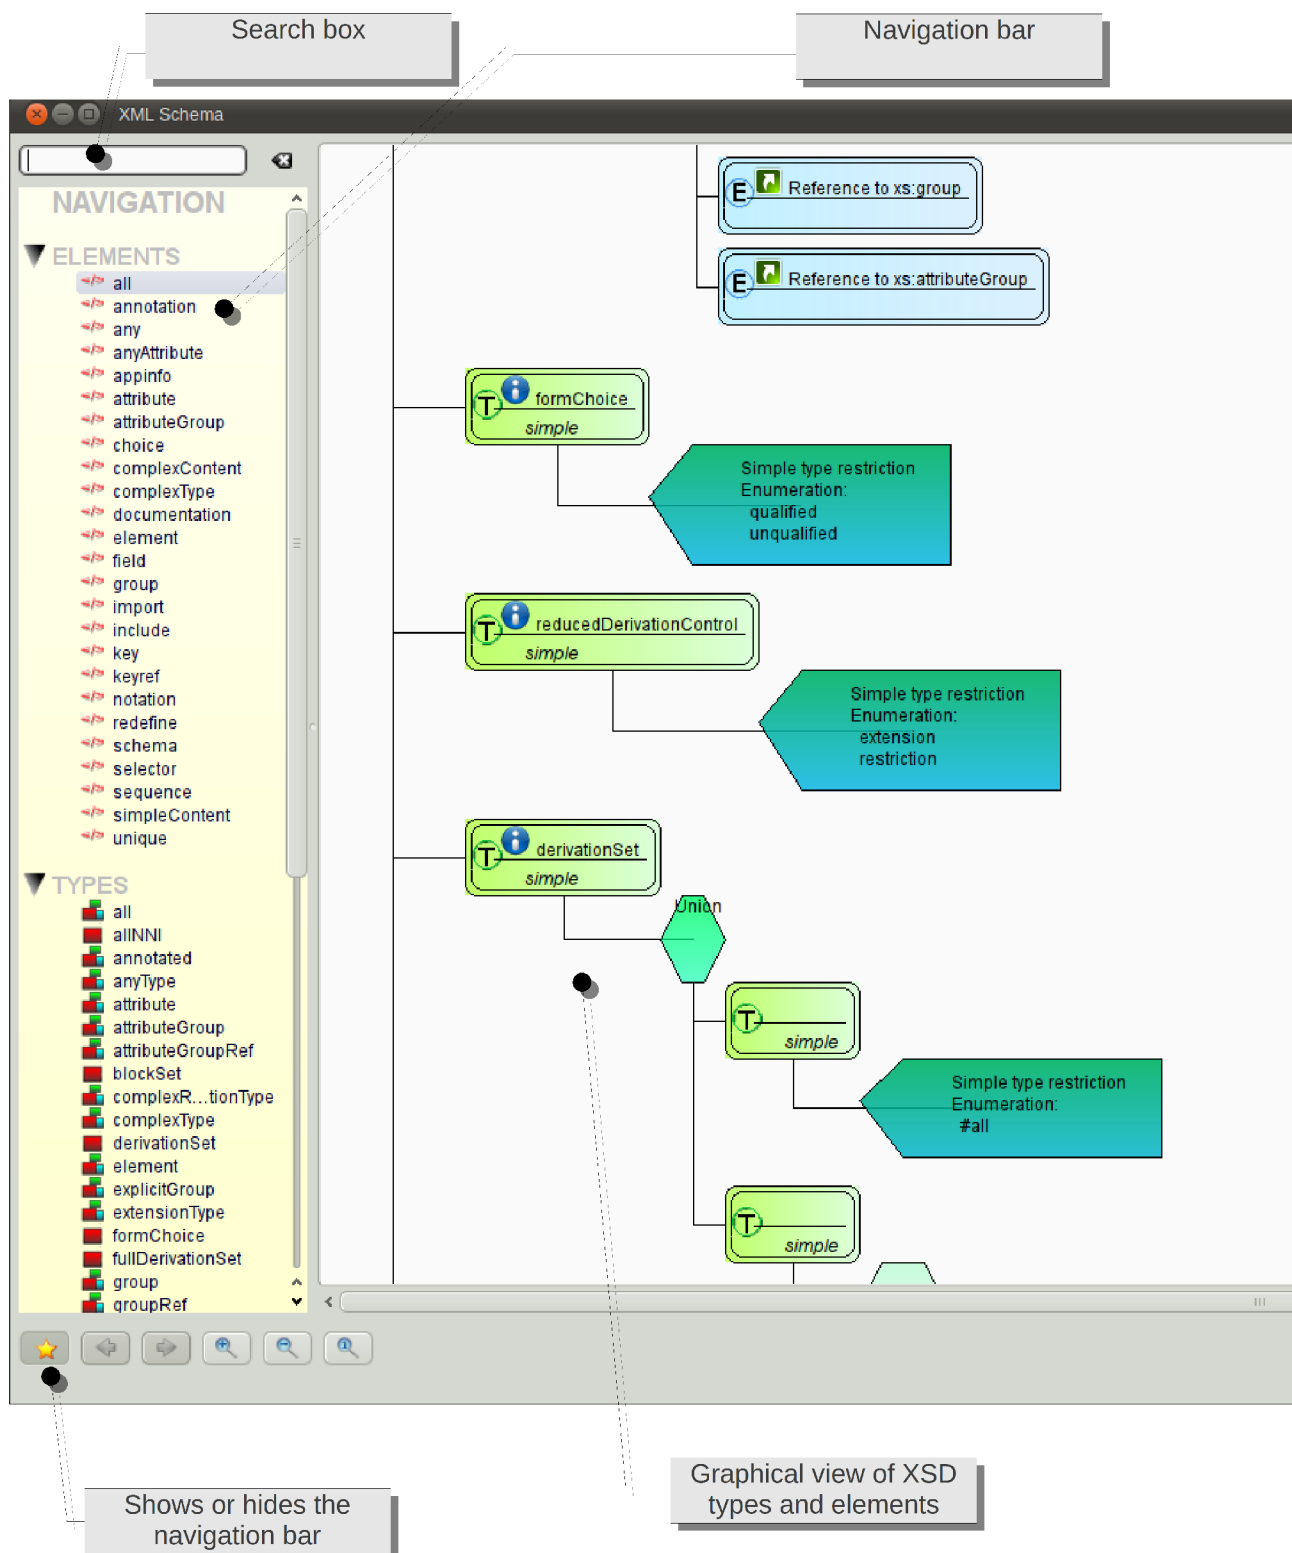 Search box
Navigation bar
XML Schema
NAVIGATION
ELEMENTS
all
annotation
any
anyAttribute
appinfo
attribute
attributeGroup
choice
complexContent
complexType
documentation
element
field
group
import
include
key
keyref
notation
redefine
schema
selector
sequence
simpleContent
unique
TYPES
all
allNNI
annotated
anyType
attribute
attributeGroup
attributeGroupRef
blockSet
complexR...tionType
complexType
derivationSet
element
explicitGroup
extensionType
formChoice
fullDerivationSet
group
groupRef
E Reference to xs:group
E Reference to xs:attributeGroup
T formChoice
simple
Simple type restriction
Enumeration:
qualified
unqualified
T reducedDerivationControl
simple
Simple type restriction
Enumeration:
extension
restriction
T derivationSet
simple
Union
T
simple
Simple type restriction
Enumeration:
#all
T
simple
Graphical view of XSD
types and elements
Shows or hides the
navigation bar